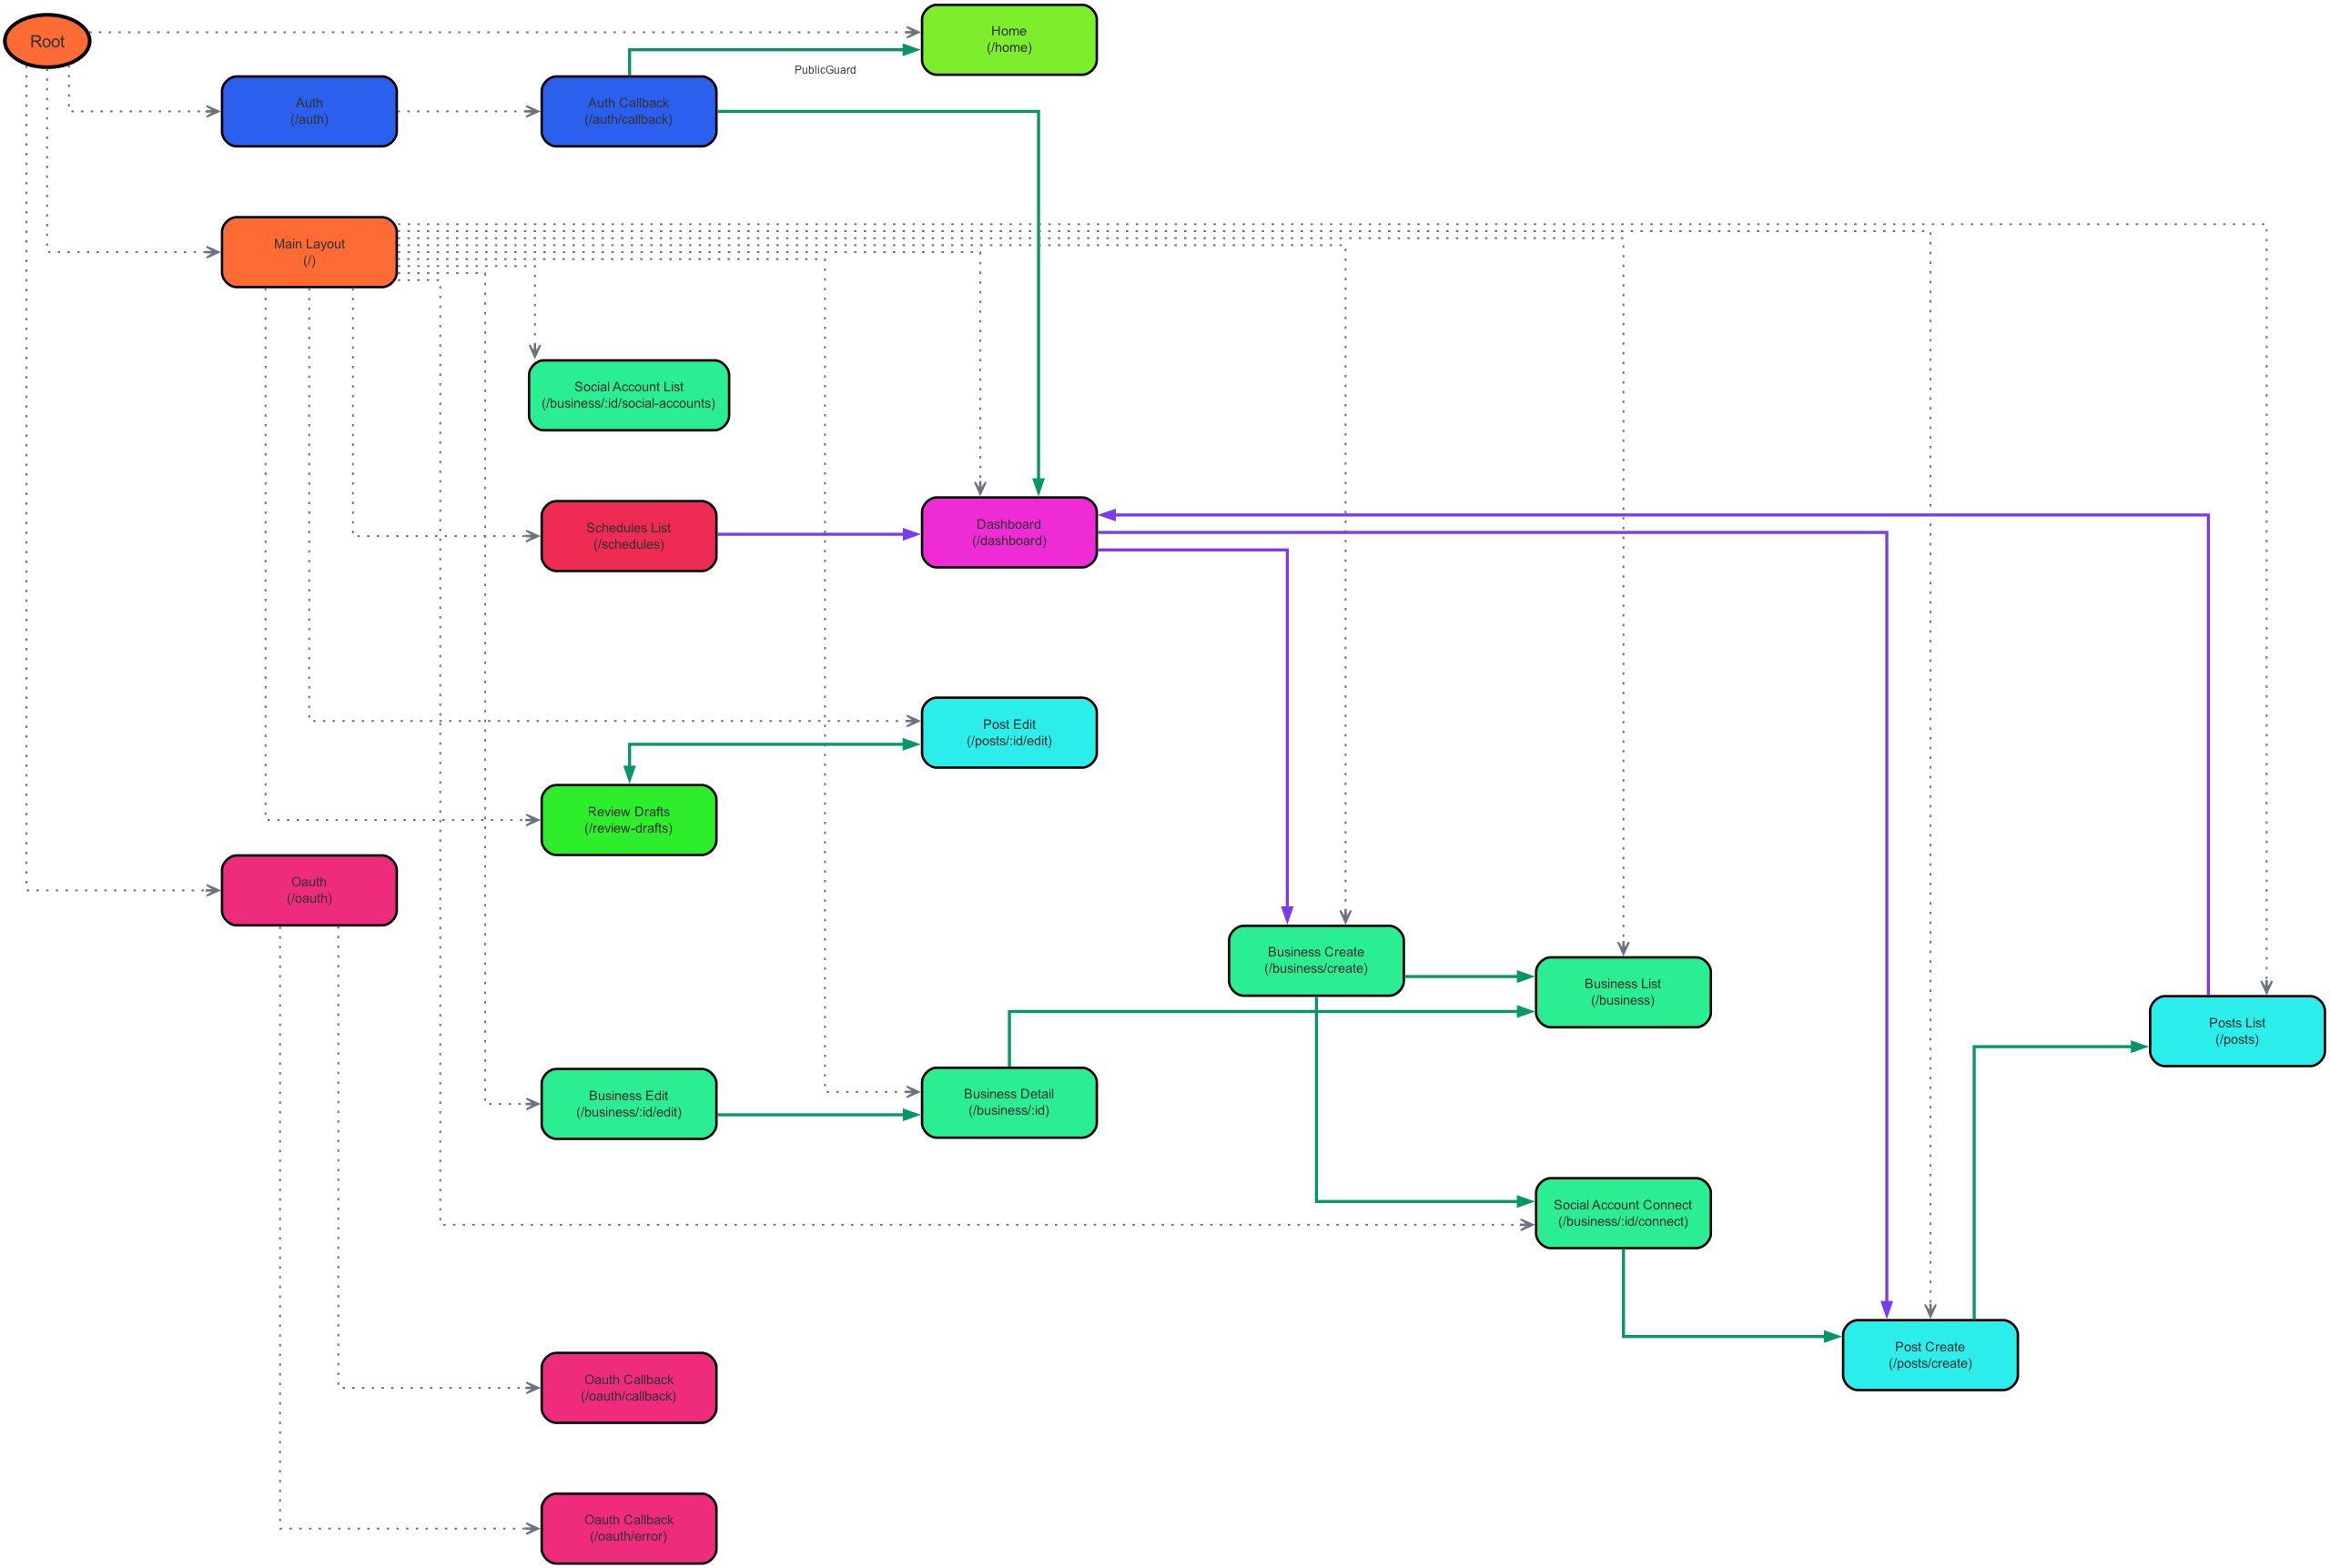 Root
Home
(/home)
PublicGuard
Auth
(/auth)
Auth Callback
(/auth/callback)
Main Layout
(/)
Social Account List
(/business/:id/social-accounts)
Schedules List
(/schedules)
Dashboard
(/dashboard)
Post Edit
(/posts/:id/edit)
Review Drafts
(/review-drafts)
Oauth
(/oauth)
Business Create
(/business/create)
Business List
(/business)
Posts List
(/posts)
Business Edit
(/business/:id/edit)
Business Detail
(/business/:id)
Social Account Connect
(/business/:id/connect)
Post Create
(/posts/create)
Oauth Callback
(/oauth/callback)
Oauth Callback
(/oauth/error)